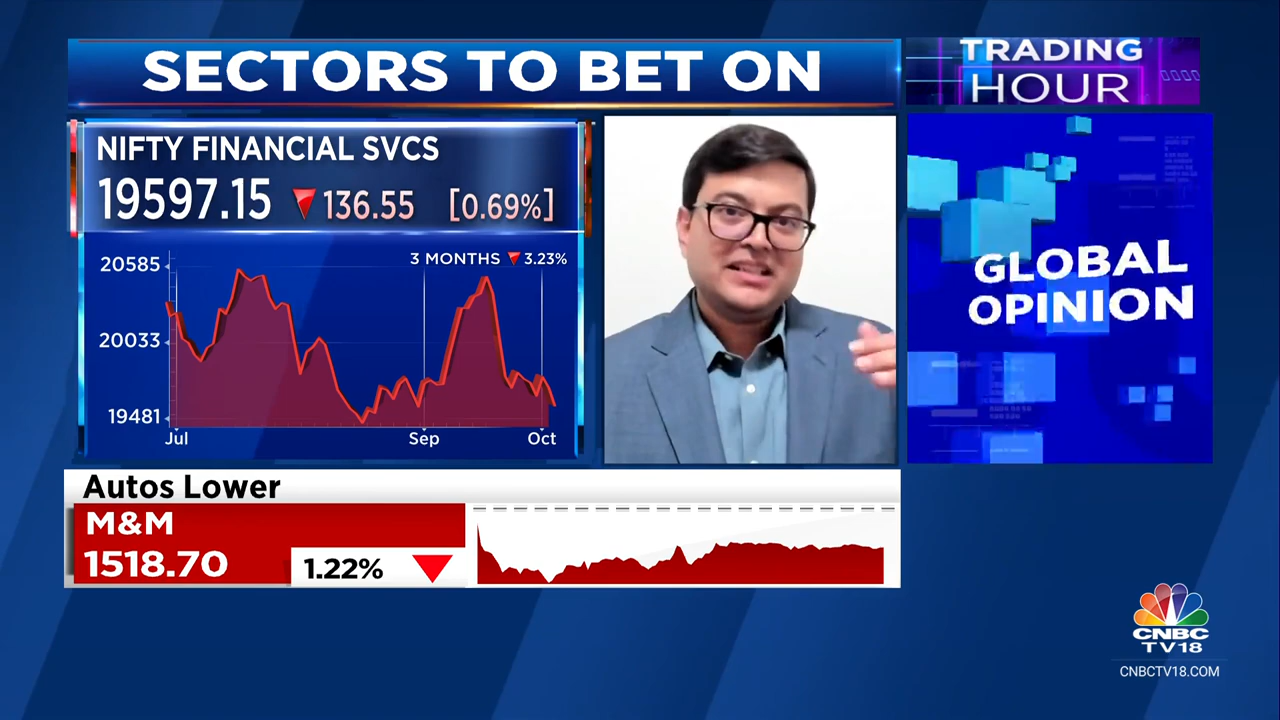 SECTORS TO BET ON
TRADING
HOUR
NIFTY FINANCIAL SVCS
19597.15 ▼136.55 [0.69%]
3 MONTHS ▼3.23%
20585
20033
19481
Jul Sep Oct
GLOBAL
OPINION
Autos Lower
M&M
1518.70 1.22% ▼
CNBC
TV18
CNBCTV18.COM